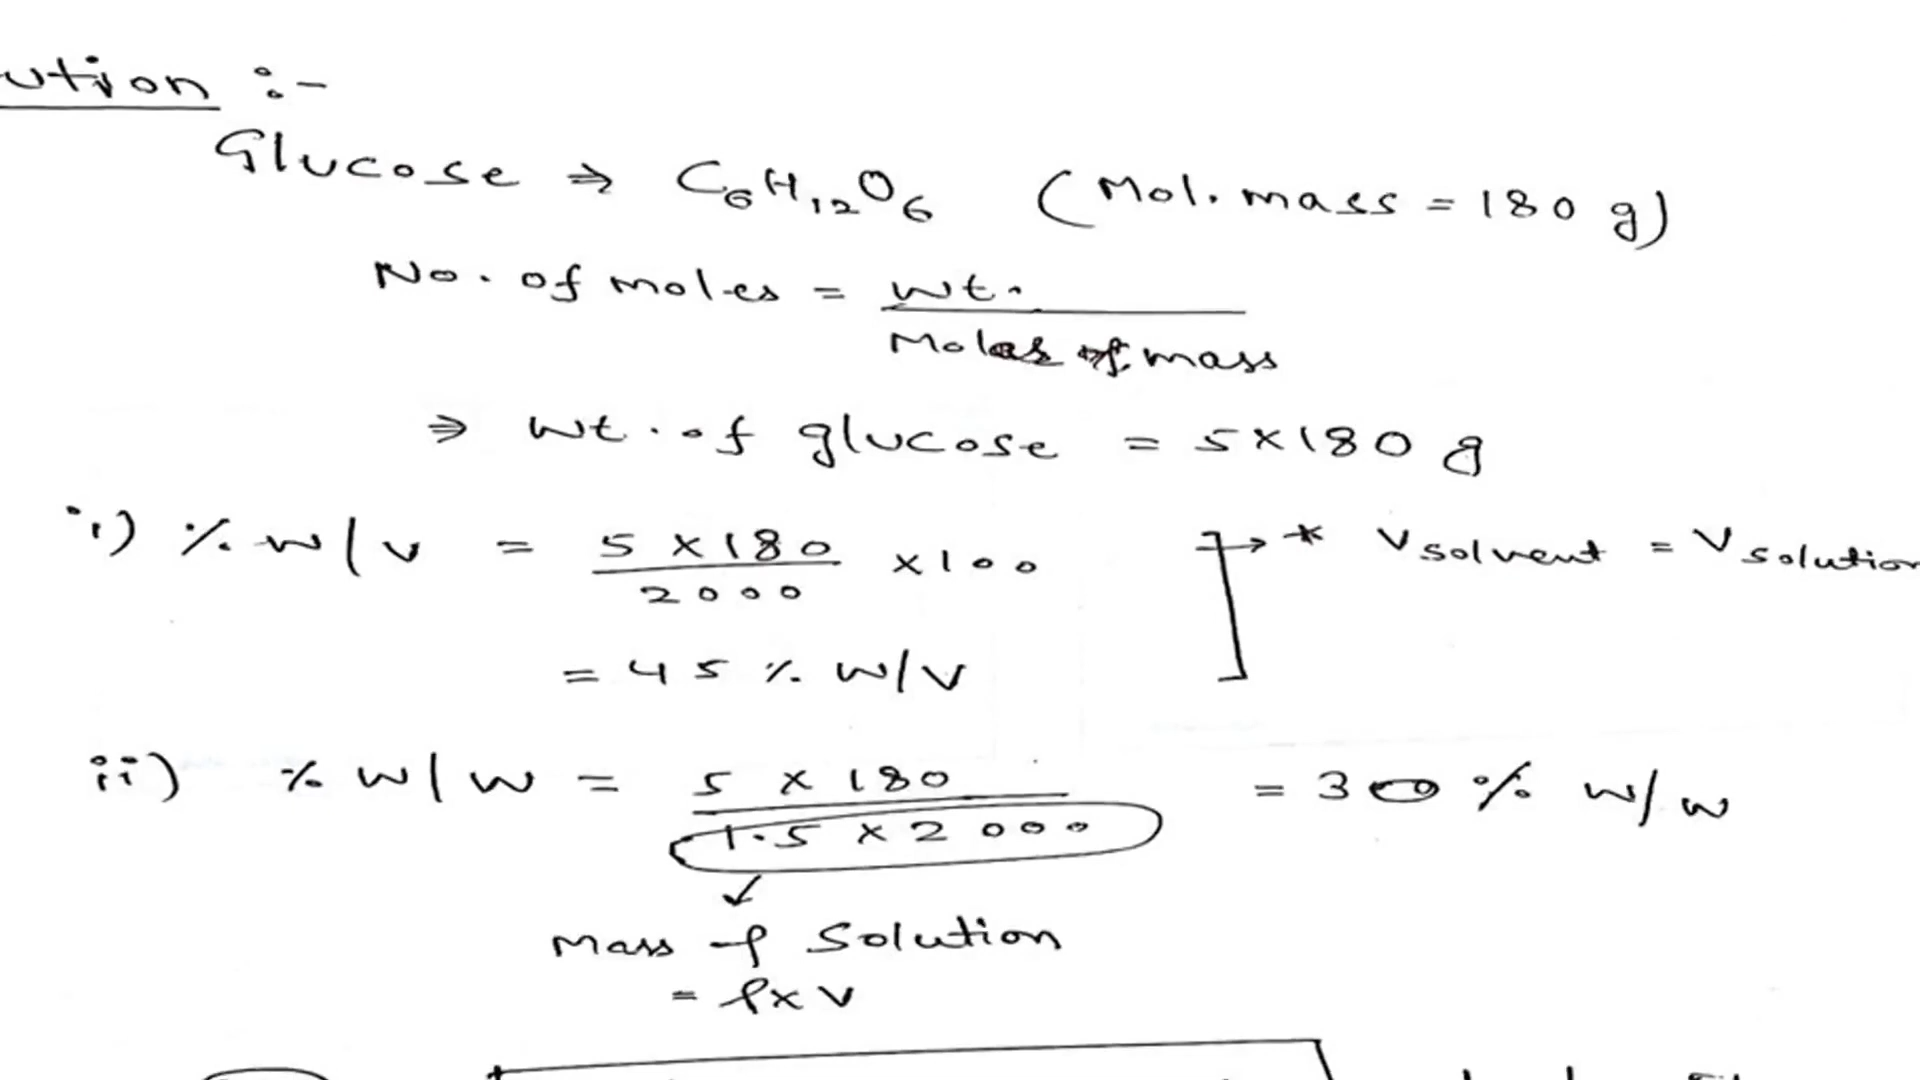 ution :-
Glucose ⇒ C6H12O6 (Mol. mass = 180 g)
No. of moles = wt.
Molar mass
⇒ wt. of glucose = 5×180 g
i) % w/v = 5×180 / 2000 ×100 ]→* Vsolvent = Vsolution
= 45 % w/v
ii) % w/w = 5 × 180 / 1.5 × 2000 = 30 % w/w
Mass of Solution
= ρ×v